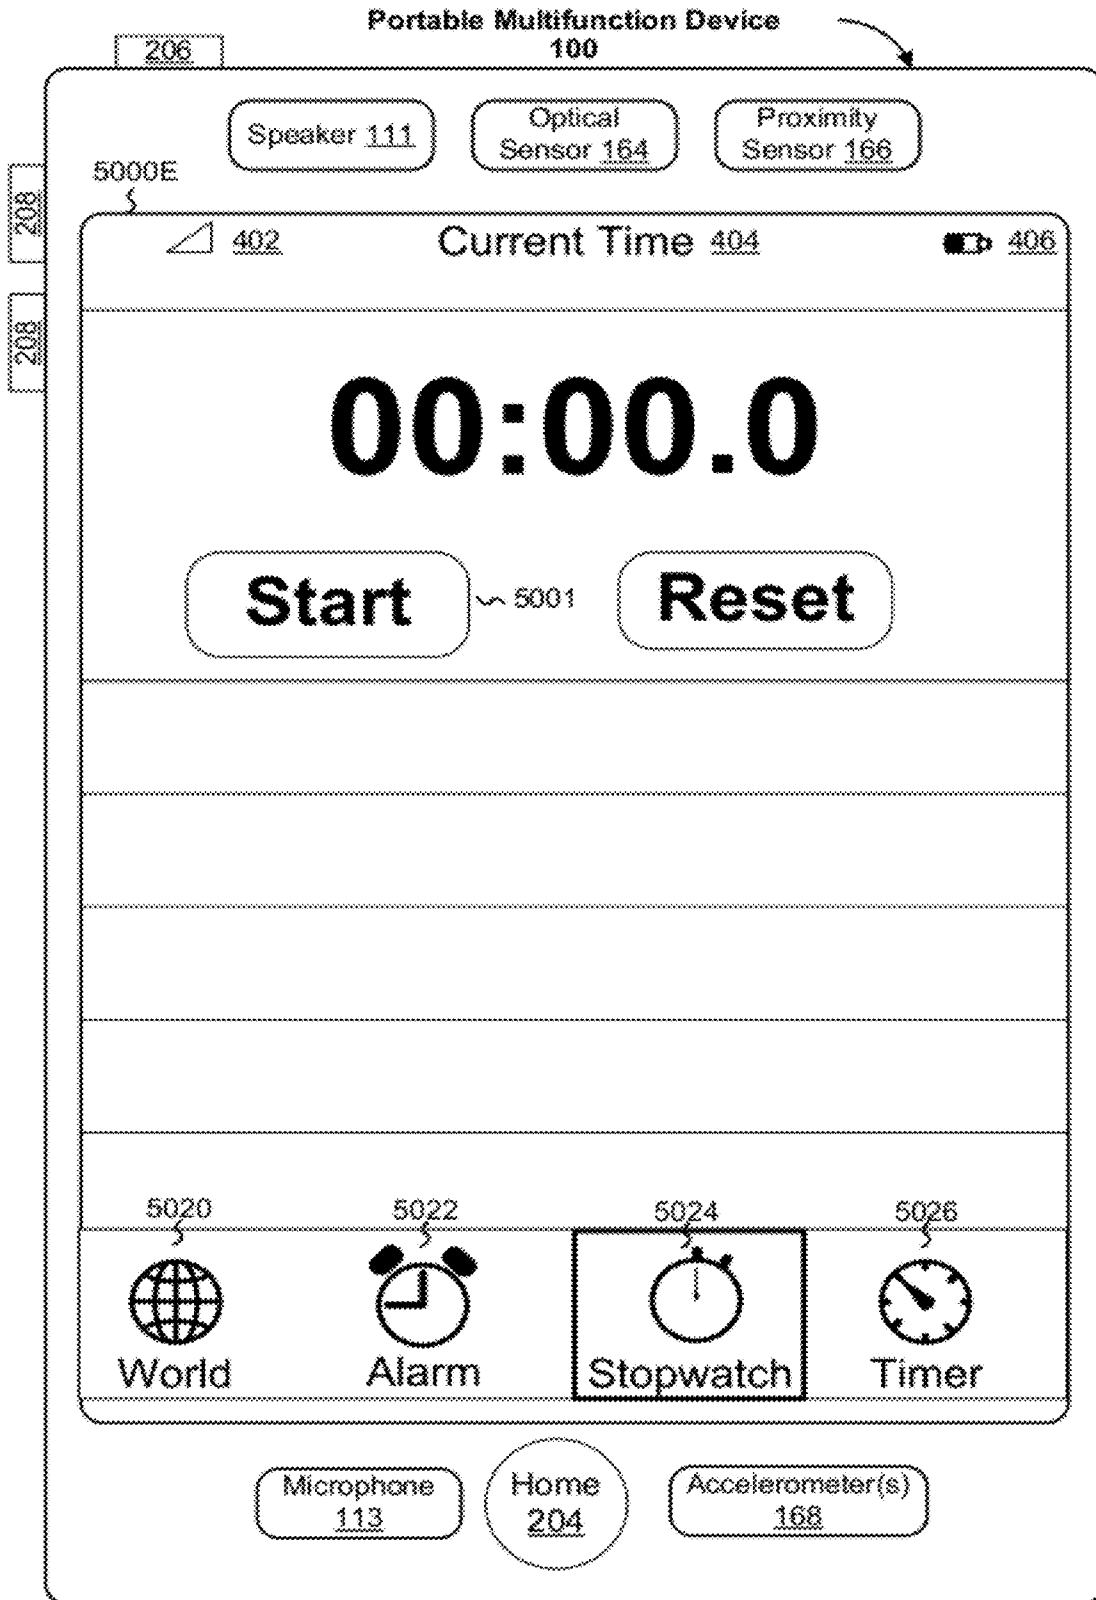 Portable Multifunction Device
100
206
Speaker 111
Optical
Sensor 164
Proximity
Sensor 166
5000E
208
208
402
Current Time 404
406
00:00.0
Start
5001
Reset
5020
5022
5024
5026
World
Alarm
Stopwatch
Timer
Microphone
113
Home
204
Accelerometer(s)
168